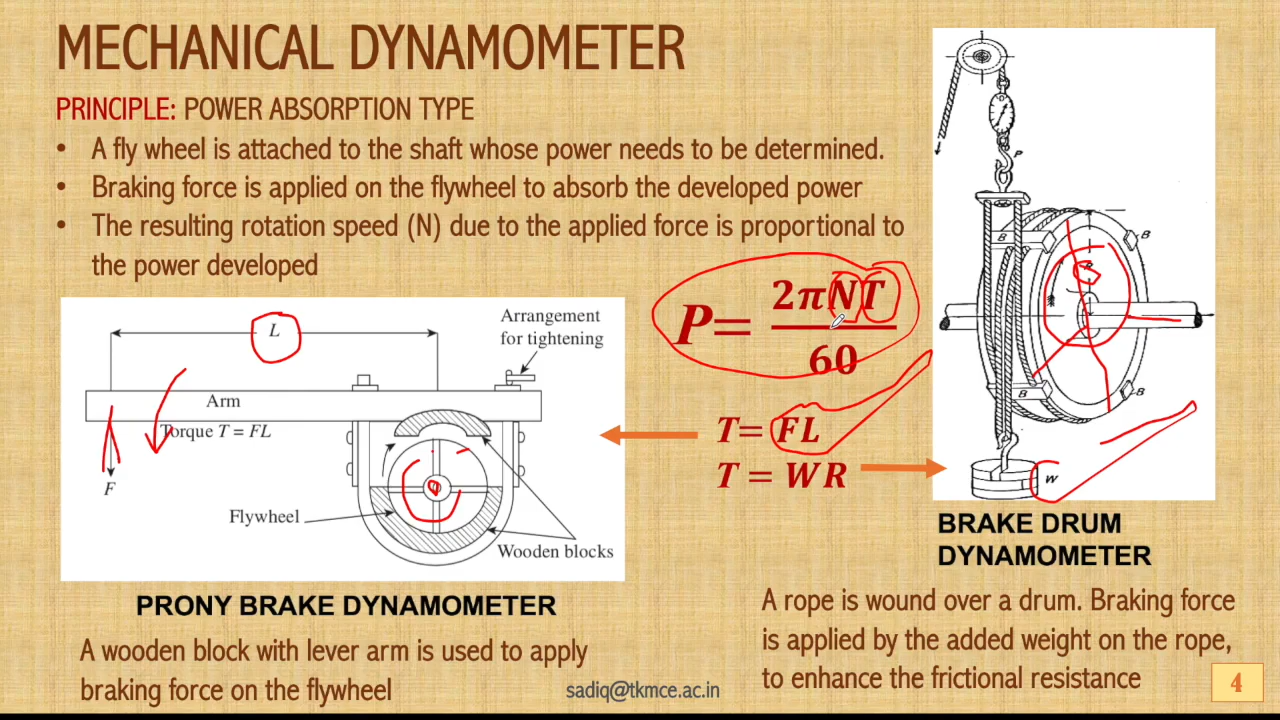 MECHANICAL DYNAMOMETER
PRINCIPLE: POWER ABSORPTION TYPE
• A fly wheel is attached to the shaft whose power needs to be determined.
• Braking force is applied on the flywheel to absorb the developed power
• The resulting rotation speed (N) due to the applied force is proportional to
the power developed
L
Arrangement
for tightening
Arm
Torque T = FL
F
Flywheel
Wooden blocks
PRONY BRAKE DYNAMOMETER
A wooden block with lever arm is used to apply
braking force on the flywheel
P= 2πNT
60
T= FL
T = WR
P
B
B
R
B
B
W
BRAKE DRUM
DYNAMOMETER
A rope is wound over a drum. Braking force
is applied by the added weight on the rope,
to enhance the frictional resistance
sadiq@tkmce.ac.in
4